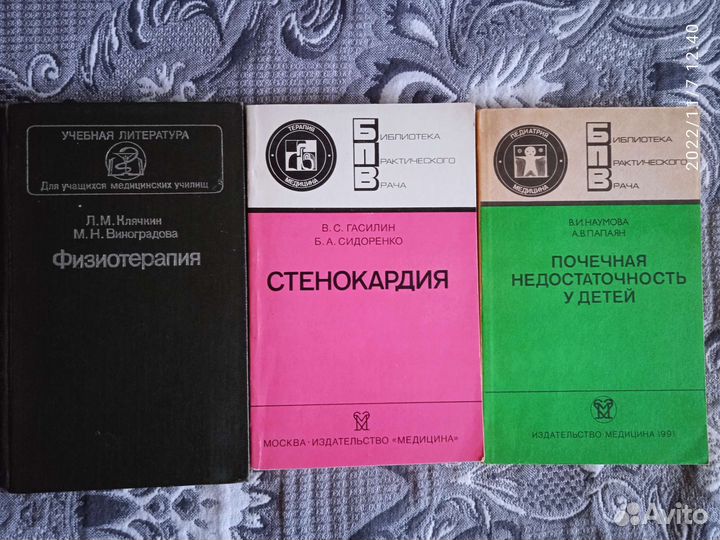 УЧЕБНАЯ ЛИТЕРАТУРА
Для учащихся медицинских училищ
Л.М.Клячкин
М.Н.Виноградова
Физиотерапия
ТЕРАПИЯ
МЕДИЦИНА
БИБЛИОТЕКА
ПРАКТИЧЕСКОГО
ВРАЧА
В.С.ГАСИЛИН
Б.А.СИДОРЕНКО
СТЕНОКАРДИЯ
МОСКВА·ИЗДАТЕЛЬСТВО «МЕДИЦИНА»
ПЕДИАТРИЯ
МЕДИЦИНА
БИБЛИОТЕКА
ПРАКТИЧЕСКОГО
ВРАЧА
В.И.НАУМОВА
А.В.ПАПАЯН
ПОЧЕЧНАЯ
НЕДОСТАТОЧНОСТЬ
У ДЕТЕЙ
ИЗДАТЕЛЬСТВО·МЕДИЦИНА 1991
2022/11/7 12:40
Avito